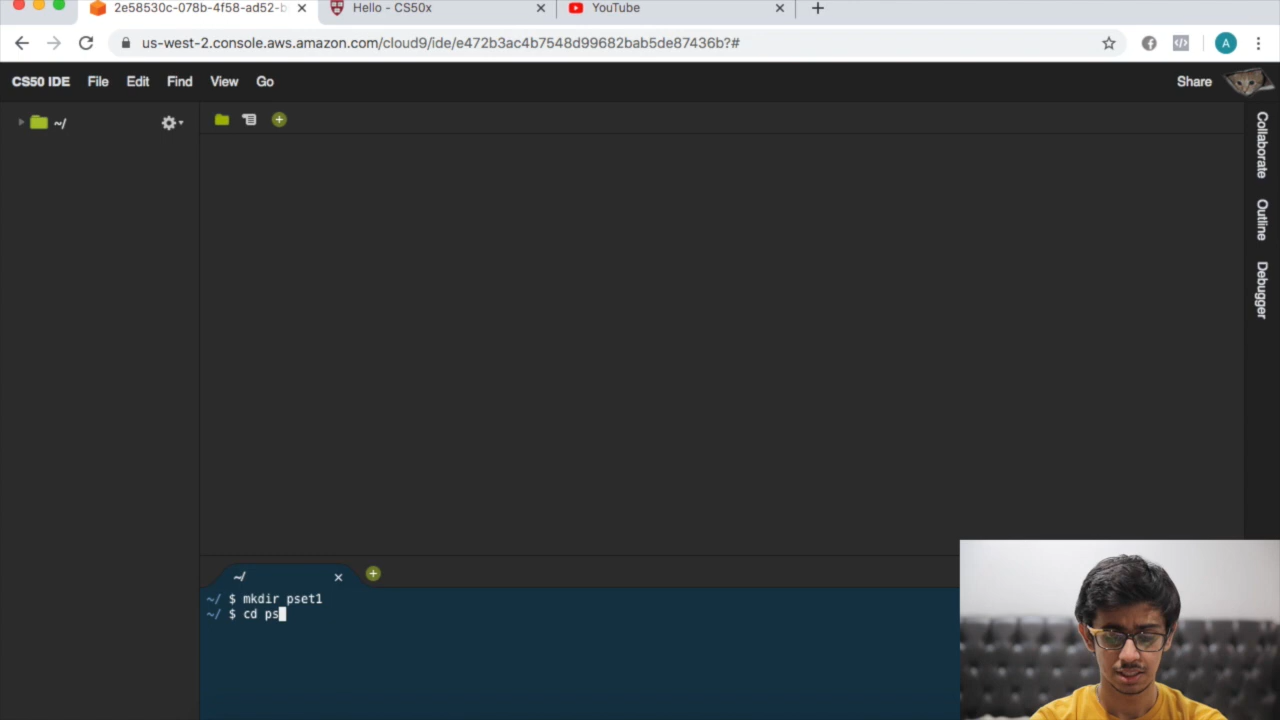 2e58530c-078b-4f58-ad52-b
Hello - CS50x
YouTube
us-west-2.console.aws.amazon.com/cloud9/ide/e472b3ac4b7548d99682bab5de87436b?#
A
CS50 IDE File Edit Find View Go
Share
~/
Collaborate
Outline
Debugger
~/
~/ $ mkdir pset1
~/ $ cd ps